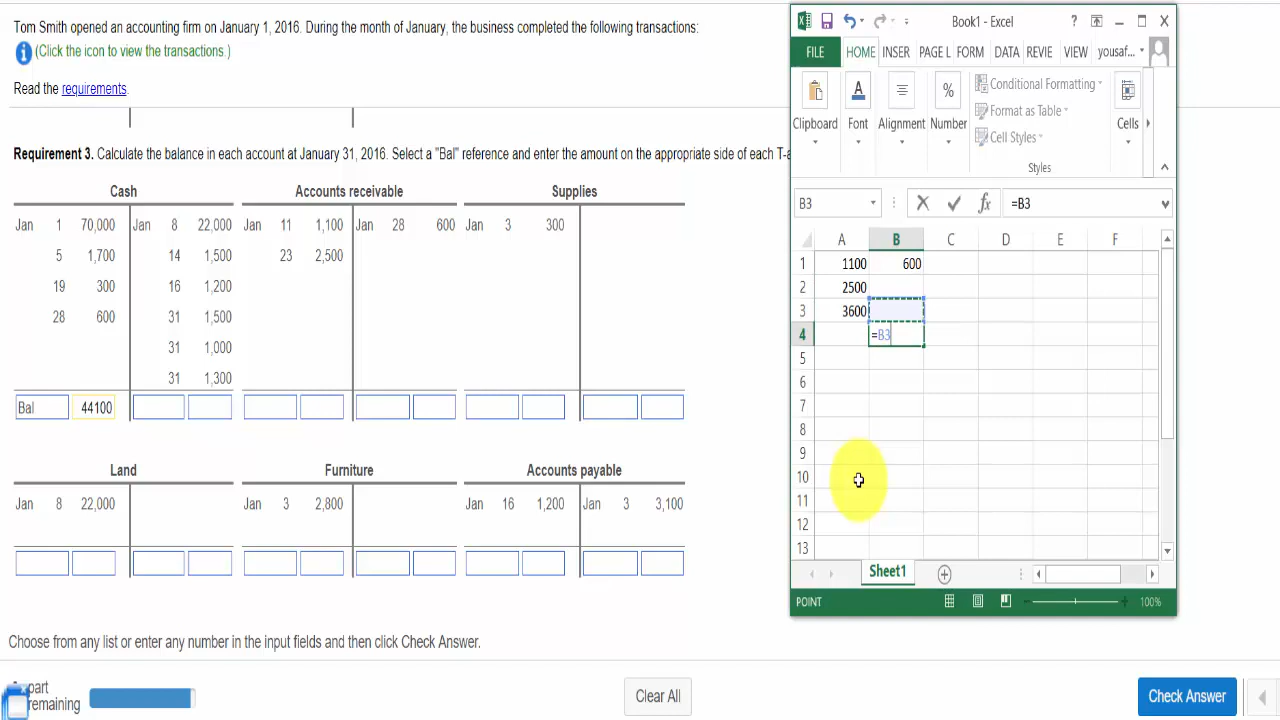 Tom Smith opened an accounting firm on January 1, 2016. During the month of January, the business completed the following transactions:
(Click the icon to view the transactions.)
Read the requirements.
Requirement 3. Calculate the balance in each account at January 31, 2016. Select a "Bal" reference and enter the amount on the appropriate side of each T-a
Cash Accounts receivable Supplies
Jan 1 70,000 Jan 8 22,000 Jan 11 1,100 Jan 28 600 Jan 3 300
5 1,700 14 1,500 23 2,500
19 300 16 1,200
28 600 31 1,500
31 1,000
31 1,300
Bal 44100
Land Furniture Accounts payable
Jan 8 22,000 Jan 3 2,800 Jan 16 1,200 Jan 3 3,100
Choose from any list or enter any number in the input fields and then click Check Answer.
part
remaining
Clear All
Check Answer
Book1 - Excel ?
FILE HOME INSER PAGE L FORM DATA REVIE VIEW yousaf...
Clipboard Font Alignment Number % Cells
Conditional Formatting
Format as Table
Cell Styles
Styles
B3 fx =B3
A B C D E F
1 1100 600
2 2500
3 3600
4 =B3
5
6
7
8
9
10
11
12
13
Sheet1
POINT 100%